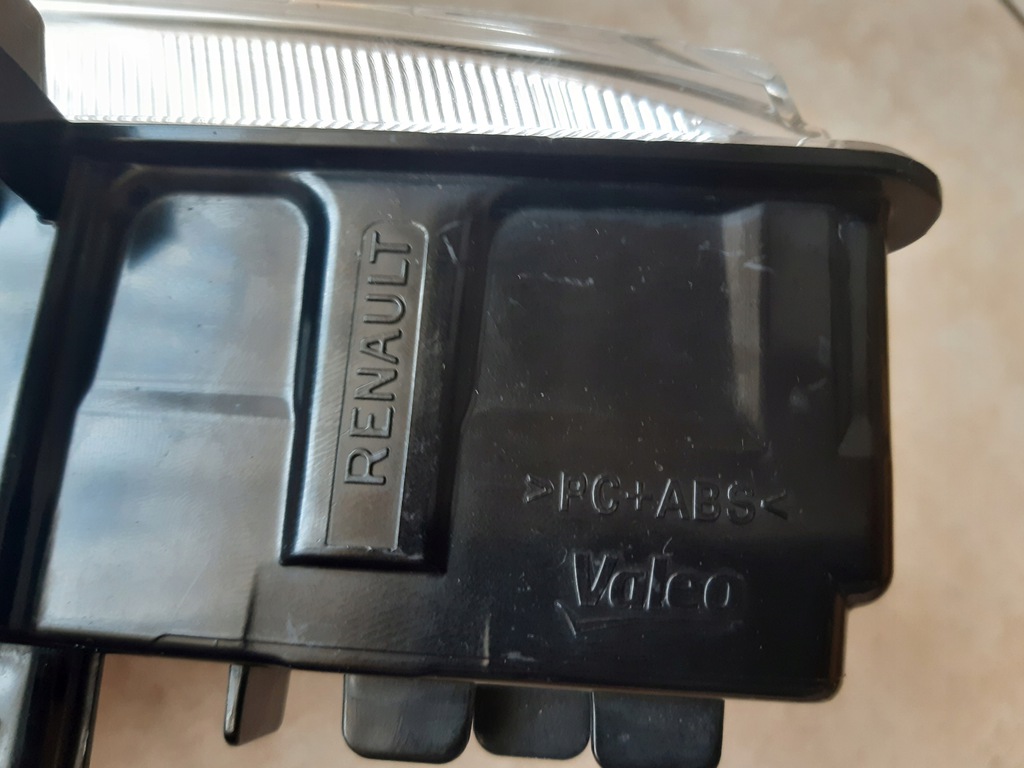 RENAULT
>PC+ABS<
Valeo